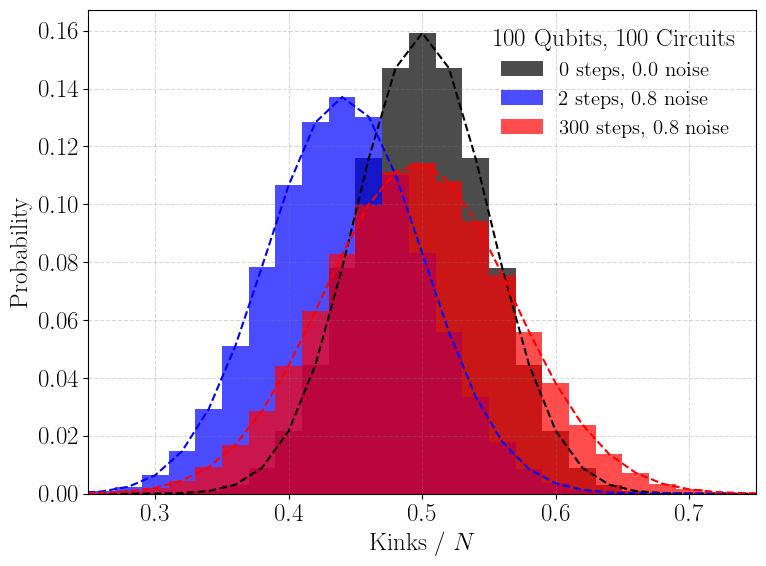 100 Qubits, 100 Circuits
0 steps, 0.0 noise
2 steps, 0.8 noise
300 steps, 0.8 noise
Probability
0.16
0.14
0.12
0.10
0.08
0.06
0.04
0.02
0.00
0.3 0.4 0.5 0.6 0.7
Kinks / N